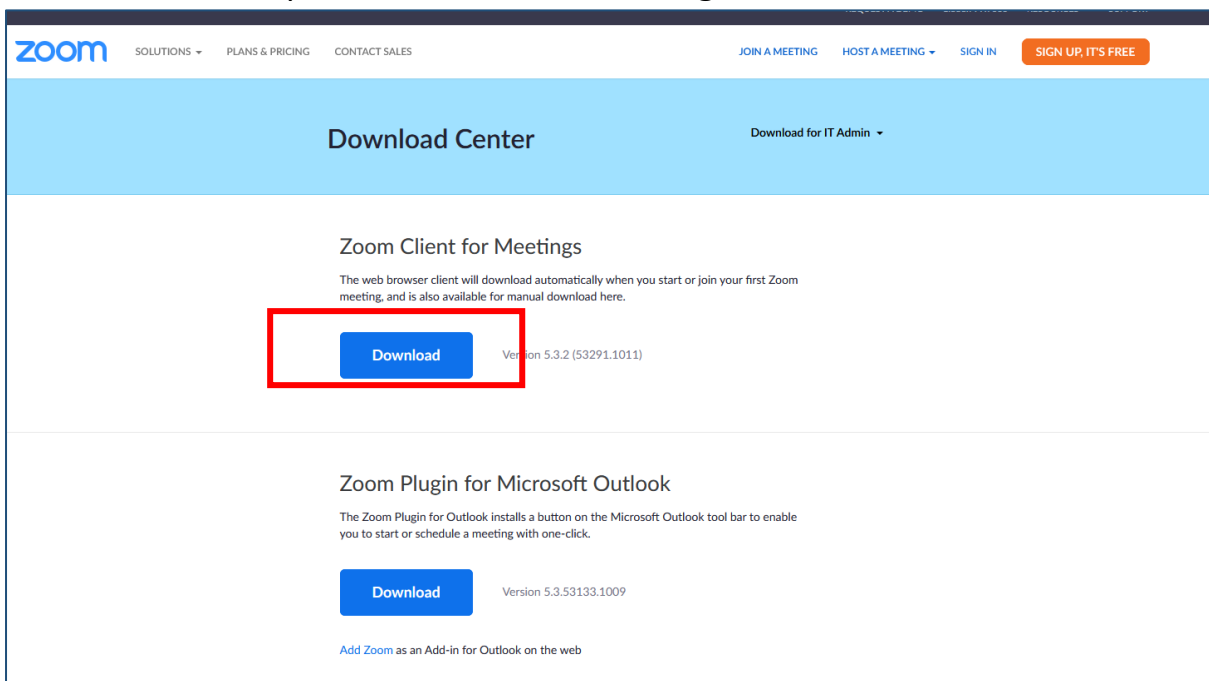 zoom SOLUTIONS PLANS & PRICING CONTACT SALES JOIN A MEETING HOST A MEETING SIGN IN SIGN UP, IT'S FREE
Download Center Download for IT Admin
Zoom Client for Meetings
The web browser client will download automatically when you start or join your first Zoom
meeting, and is also available for manual download here.
Download Version 5.3.2 (53291.1011)
Zoom Plugin for Microsoft Outlook
The Zoom Plugin for Outlook installs a button on the Microsoft Outlook tool bar to enable
you to start or schedule a meeting with one-click.
Download Version 5.3.53133.1009
Add Zoom as an Add-in for Outlook on the web